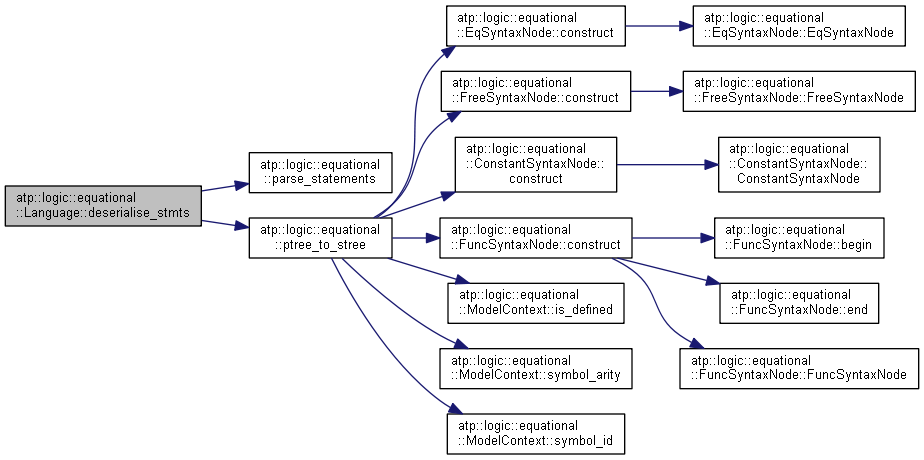 atp::logic::equational
::Language::deserialise_stmts
atp::logic::equational
::parse_statements
atp::logic::equational
::ptree_to_stree
atp::logic::equational
::EqSyntaxNode::construct
atp::logic::equational
::FreeSyntaxNode::construct
atp::logic::equational
::ConstantSyntaxNode::
construct
atp::logic::equational
::FuncSyntaxNode::construct
atp::logic::equational
::ModelContext::is_defined
atp::logic::equational
::ModelContext::symbol_arity
atp::logic::equational
::ModelContext::symbol_id
atp::logic::equational
::EqSyntaxNode::EqSyntaxNode
atp::logic::equational
::FreeSyntaxNode::FreeSyntaxNode
atp::logic::equational
::ConstantSyntaxNode::
ConstantSyntaxNode
atp::logic::equational
::FuncSyntaxNode::begin
atp::logic::equational
::FuncSyntaxNode::end
atp::logic::equational
::FuncSyntaxNode::FuncSyntaxNode